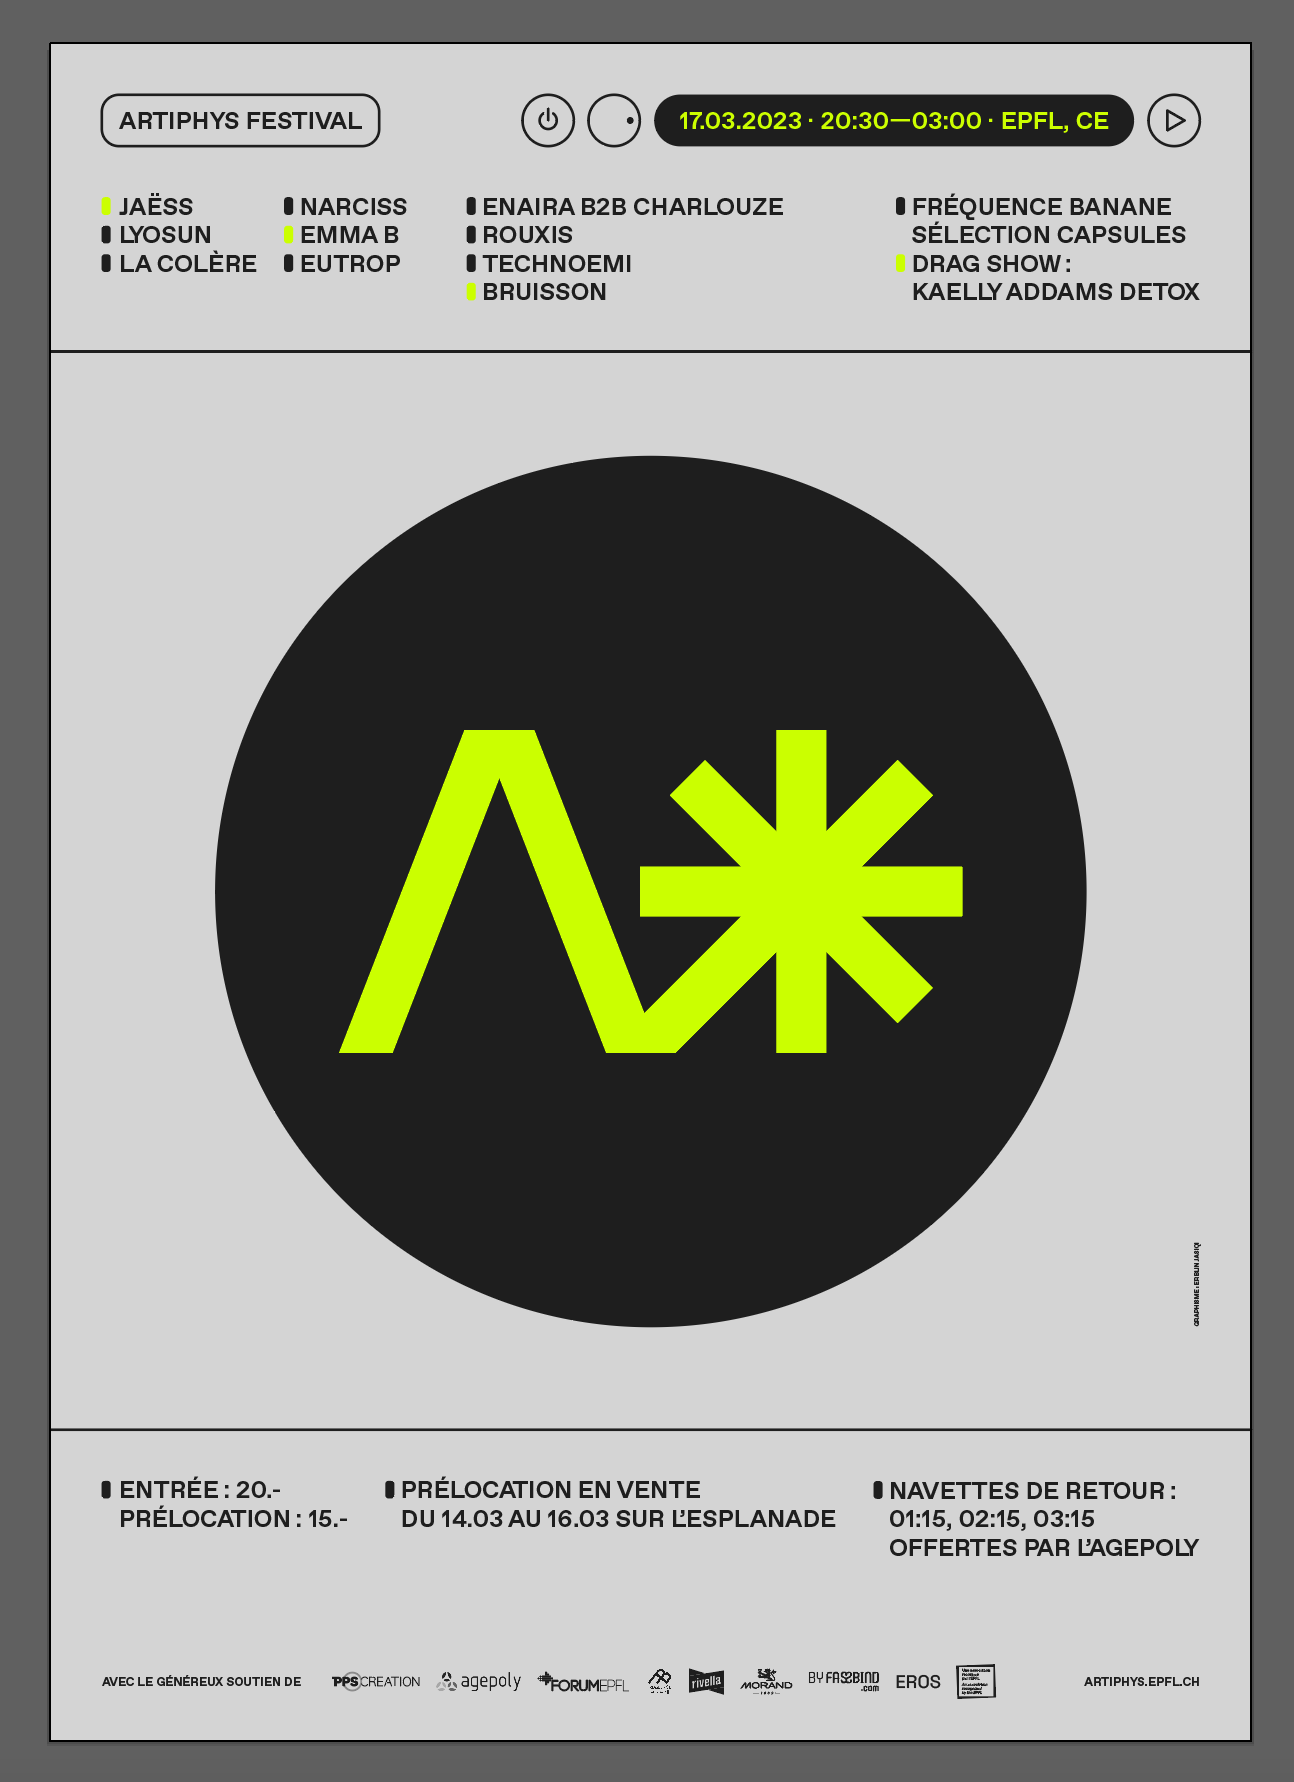 ARTIPHYS FESTIVAL
17.03.2023 · 20:30—03:00 · EPFL, CE
JAËSS
LYOSUN
LA COLÈRE
NARCISS
EMMA B
EUTROP
ENAIRA B2B CHARLOUZE
ROUXIS
TECHNOEMI
BRUISSON
FRÉQUENCE BANANE
SÉLECTION CAPSULES
DRAG SHOW :
KAELLY ADDAMS DETOX
GRAPHISME : ERBLIN JASIQI
ENTRÉE : 20.-
PRÉLOCATION : 15.-
PRÉLOCATION EN VENTE
DU 14.03 AU 16.03 SUR L’ESPLANADE
NAVETTES DE RETOUR :
01:15, 02:15, 03:15
OFFERTES PAR L’AGEPOLY
AVEC LE GÉNÉREUX SOUTIEN DE
PPS CREATION
agepoly
FORUM EPFL
rivella
MORAND
BY FASSBIND
.com
EROS
ARTIPHYS.EPFL.CH